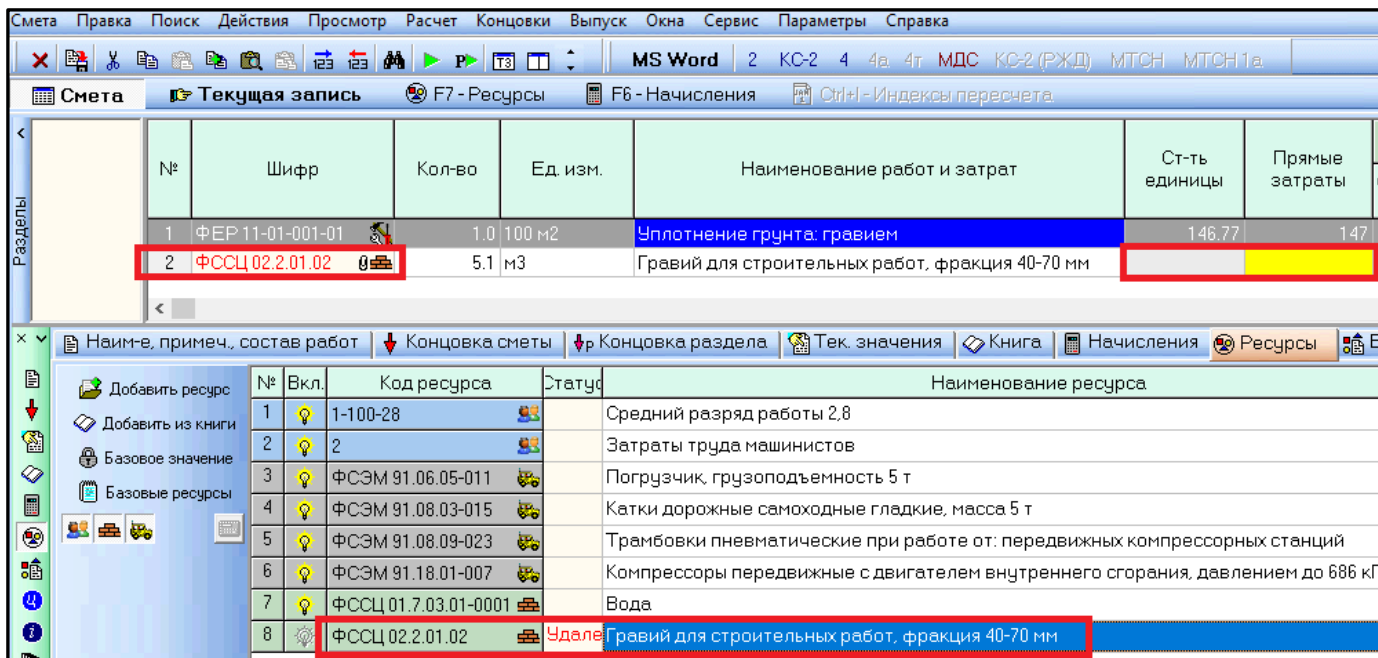 Смета Правка Поиск Действия Просмотр Расчет Концовки Выпуск Окна Сервис Параметры Справка
P T3 MS Word 2 КС-2 4 4а 4т МДС КС-2 (РЖД) МТСН МТСН 1а
Смета Текущая запись F7 - Ресурсы F6 - Начисления Ctrl+I - Индексы пересчета
Разделы
№ Шифр Кол-во Ед. изм. Наименование работ и затрат Ст-ть единицы Прямые затраты
1 ФЕР 11-01-001-01 1.0 100 м2 Уплотнение грунта: гравием 146.77 147
2 ФССЦ 02.2.01.02 5.1 м3 Гравий для строительных работ, фракция 40-70 мм
Наим-е, примеч., состав работ Концовка сметы р Концовка раздела Тек. значения Книга Начисления Ресурсы В
Добавить ресурс
Добавить из книги
Базовое значение
Базовые ресурсы
№ Вкл. Код ресурса Статус Наименование ресурса
1 1-100-28 Средний разряд работы 2,8
2 2 Затраты труда машинистов
3 ФСЭМ 91.06.05-011 Погрузчик, грузоподъемность 5 т
4 ФСЭМ 91.08.03-015 Катки дорожные самоходные гладкие, масса 5 т
5 ФСЭМ 91.08.09-023 Трамбовки пневматические при работе от: передвижных компрессорных станций
6 ФСЭМ 91.18.01-007 Компрессоры передвижные с двигателем внутреннего сгорания, давлением до 686 кП
7 ФССЦ 01.7.03.01-0001 Вода
8 ФССЦ 02.2.01.02 Удале Гравий для строительных работ, фракция 40-70 мм